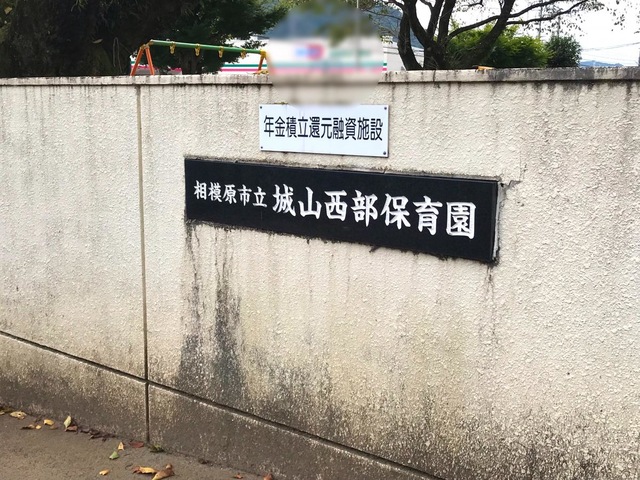 年金積立還元融資施設
相模原市立 城山西部保育園